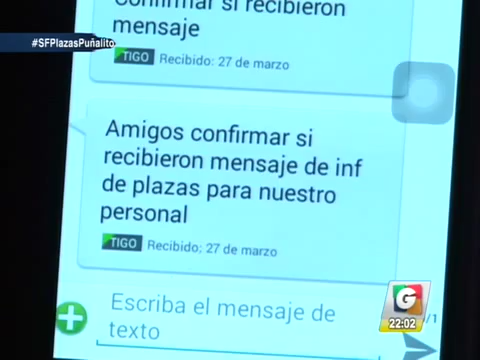 Confirmar si recibieron
mensaje
#SFPlazasPuñalito
TIGO Recibido: 27 de marzo
Amigos confirmar si
recibieron mensaje de inf
de plazas para nuestro
personal
TIGO Recibido; 27 de marzo
Escriba el mensaje de
texto
/1
G
22:02